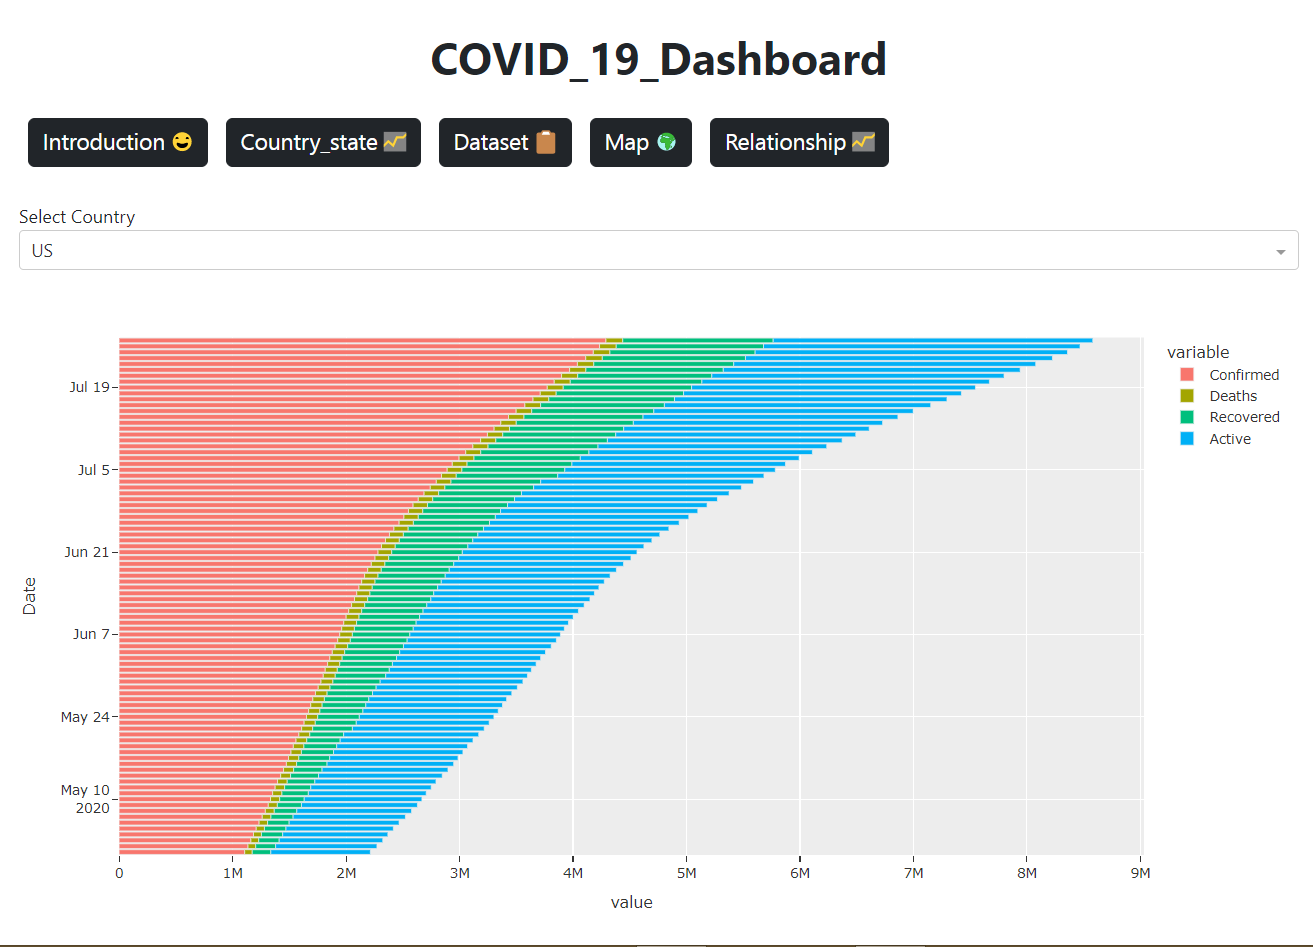 COVID_19_Dashboard
Introduction 😄 Country_state 📈 Dataset 📋 Map 🌍 Relationship 📈
Select Country
US
variable
Confirmed
Deaths
Recovered
Active
Jul 19
Jul 5
Jun 21
Jun 7
May 24
May 10
2020
Date
0 1M 2M 3M 4M 5M 6M 7M 8M 9M
value